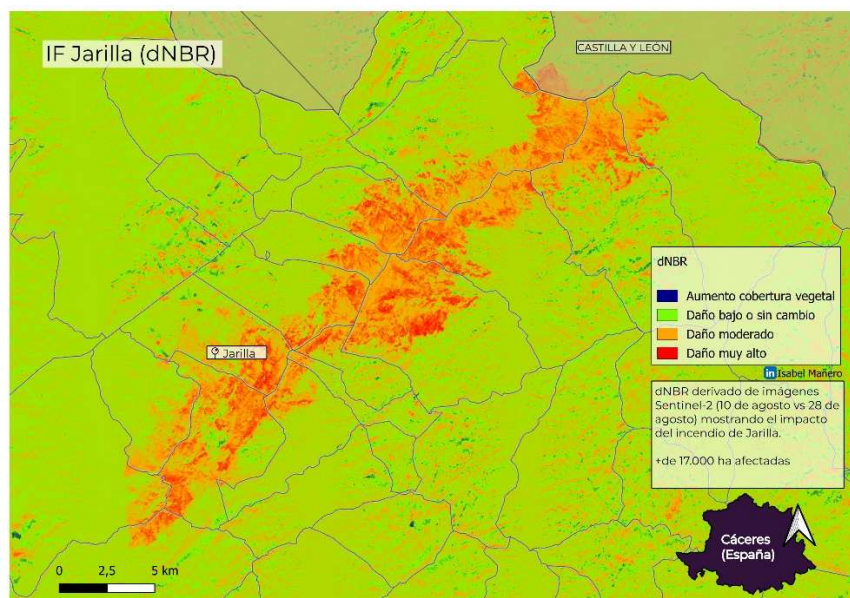 IF Jarilla (dNBR)
CASTILLA Y LEÓN
Jarilla
dNBR
Aumento cobertura vegetal
Daño bajo o sin cambio
Daño moderado
Daño muy alto
in Isabel Mañero
dNBR derivado de imágenes
Sentinel-2 (10 de agosto vs 28 de
agosto) mostrando el impacto
del incendio de Jarilla.
+de 17.000 ha afectadas
Cáceres
(España)
0 2,5 5 km